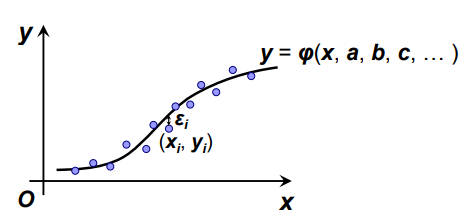 y
y = φ(x, a, b, c, … )
εᵢ
(xᵢ, yᵢ)
O
x